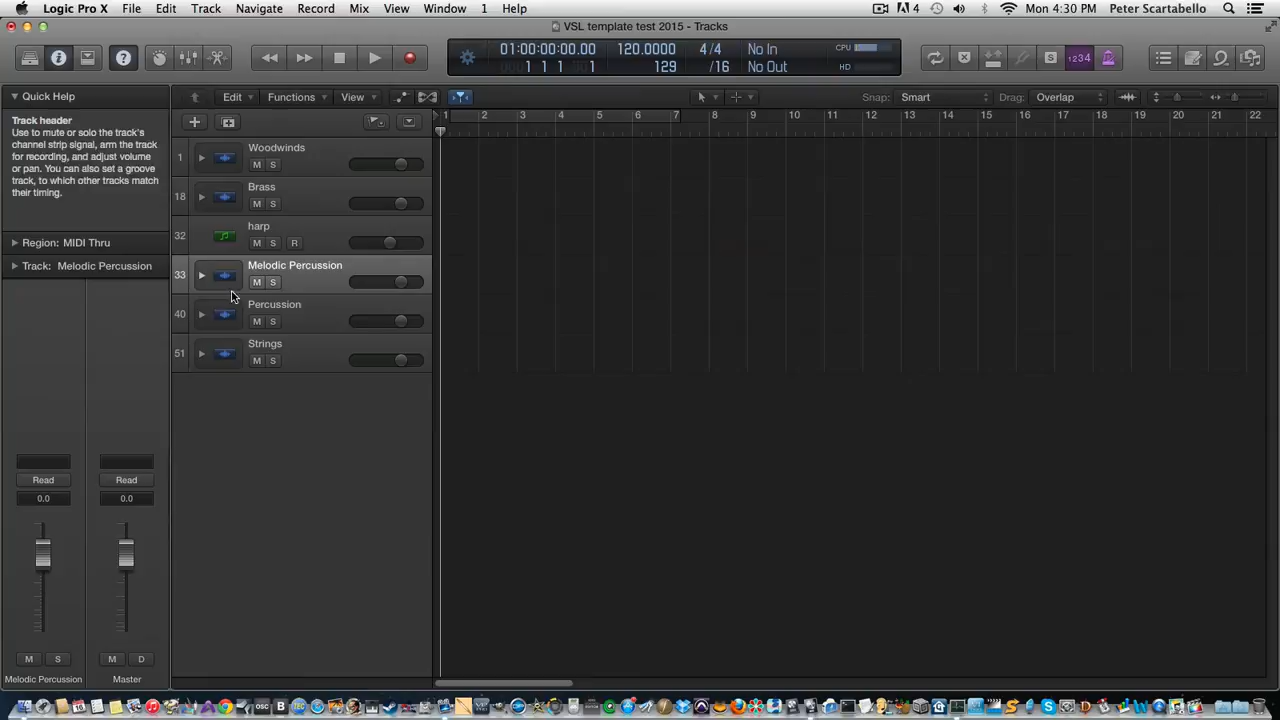 Logic Pro X File Edit Track Navigate Record Mix View Window 1 Help 4 Mon 4:30 PM Peter Scartabello
VSL template test 2015 - Tracks
01:00:00:00.00 120.0000 4/4 No In CPU
1 1 1 1 129 /16 No Out HD
1234
Quick Help
Edit Functions View Snap: Smart Drag: Overlap
Track header
Use to mute or solo the track's
channel strip signal, arm the track
for recording, and adjust volume
or pan. You can also set a groove
track, to which other tracks match
their timing.
1 2 3 4 5 6 7 8 9 10 11 12 13 14 15 16 17 18 19 20 21 22
1 Woodwinds
M S
18 Brass
M S
32 harp
M S R
Region: MIDI Thru
Track: Melodic Percussion
33 Melodic Percussion
M S
40 Percussion
M S
51 Strings
M S
Read Read
0.0 0.0
M S M D
Melodic Percussion Master